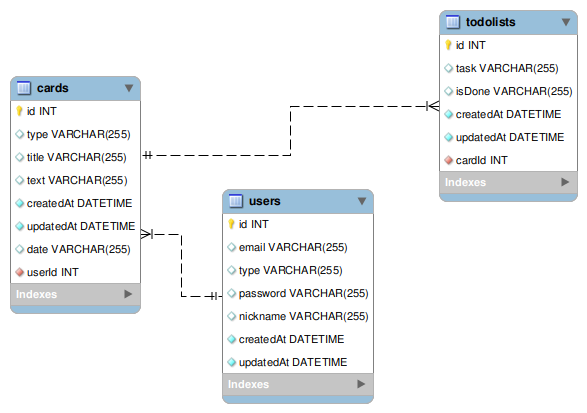 cards
id INT
type VARCHAR(255)
title VARCHAR(255)
text VARCHAR(255)
createdAt DATETIME
updatedAt DATETIME
date VARCHAR(255)
userId INT
Indexes
users
id INT
email VARCHAR(255)
type VARCHAR(255)
password VARCHAR(255)
nickname VARCHAR(255)
createdAt DATETIME
updatedAt DATETIME
Indexes
todolists
id INT
task VARCHAR(255)
isDone VARCHAR(255)
createdAt DATETIME
updatedAt DATETIME
cardId INT
Indexes